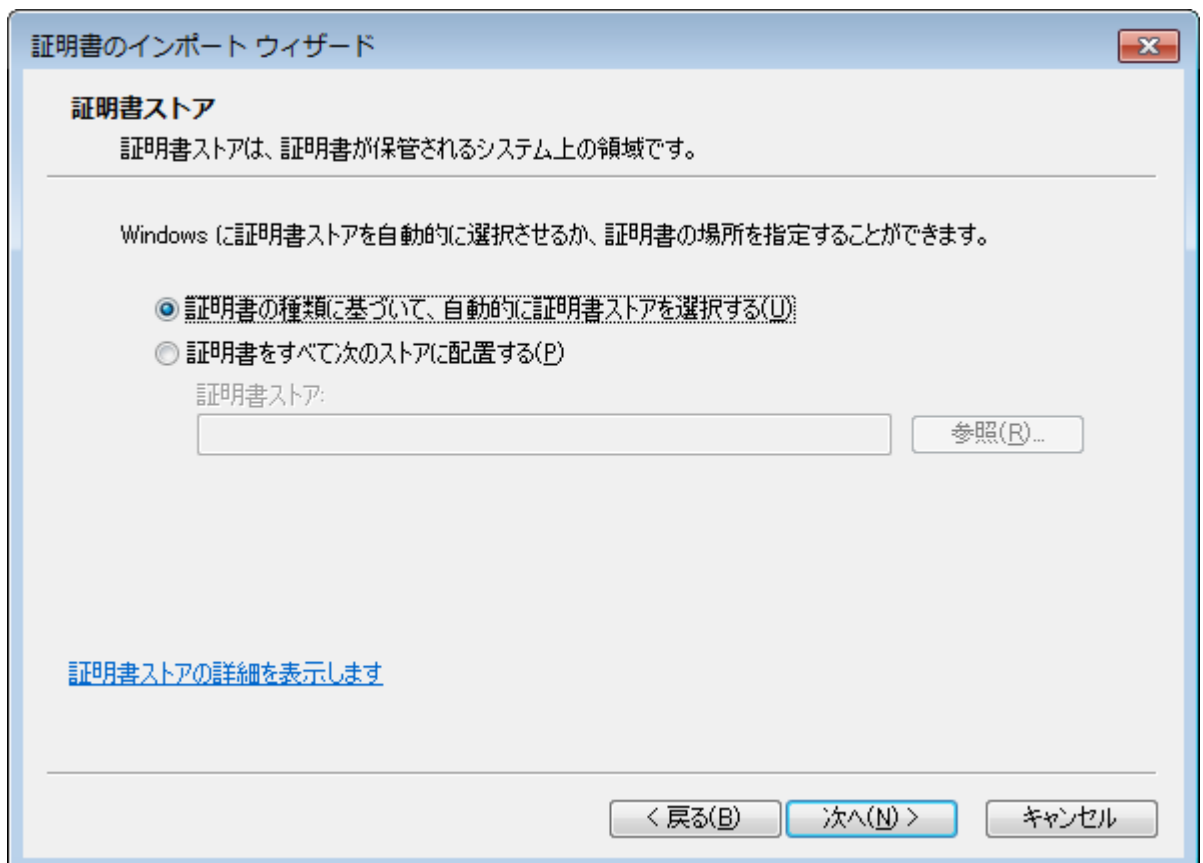 証明書のインポート ウィザード
証明書ストア
証明書ストアは、証明書が保管されるシステム上の領域です。
Windows に証明書ストアを自動的に選択させるか、証明書の場所を指定することができます。
証明書の種類に基づいて、自動的に証明書ストアを選択する(U)
証明書をすべて次のストアに配置する(P)
証明書ストア:
参照(R)...
証明書ストアの詳細を表示します
< 戻る(B)
次へ(N) >
キャンセル